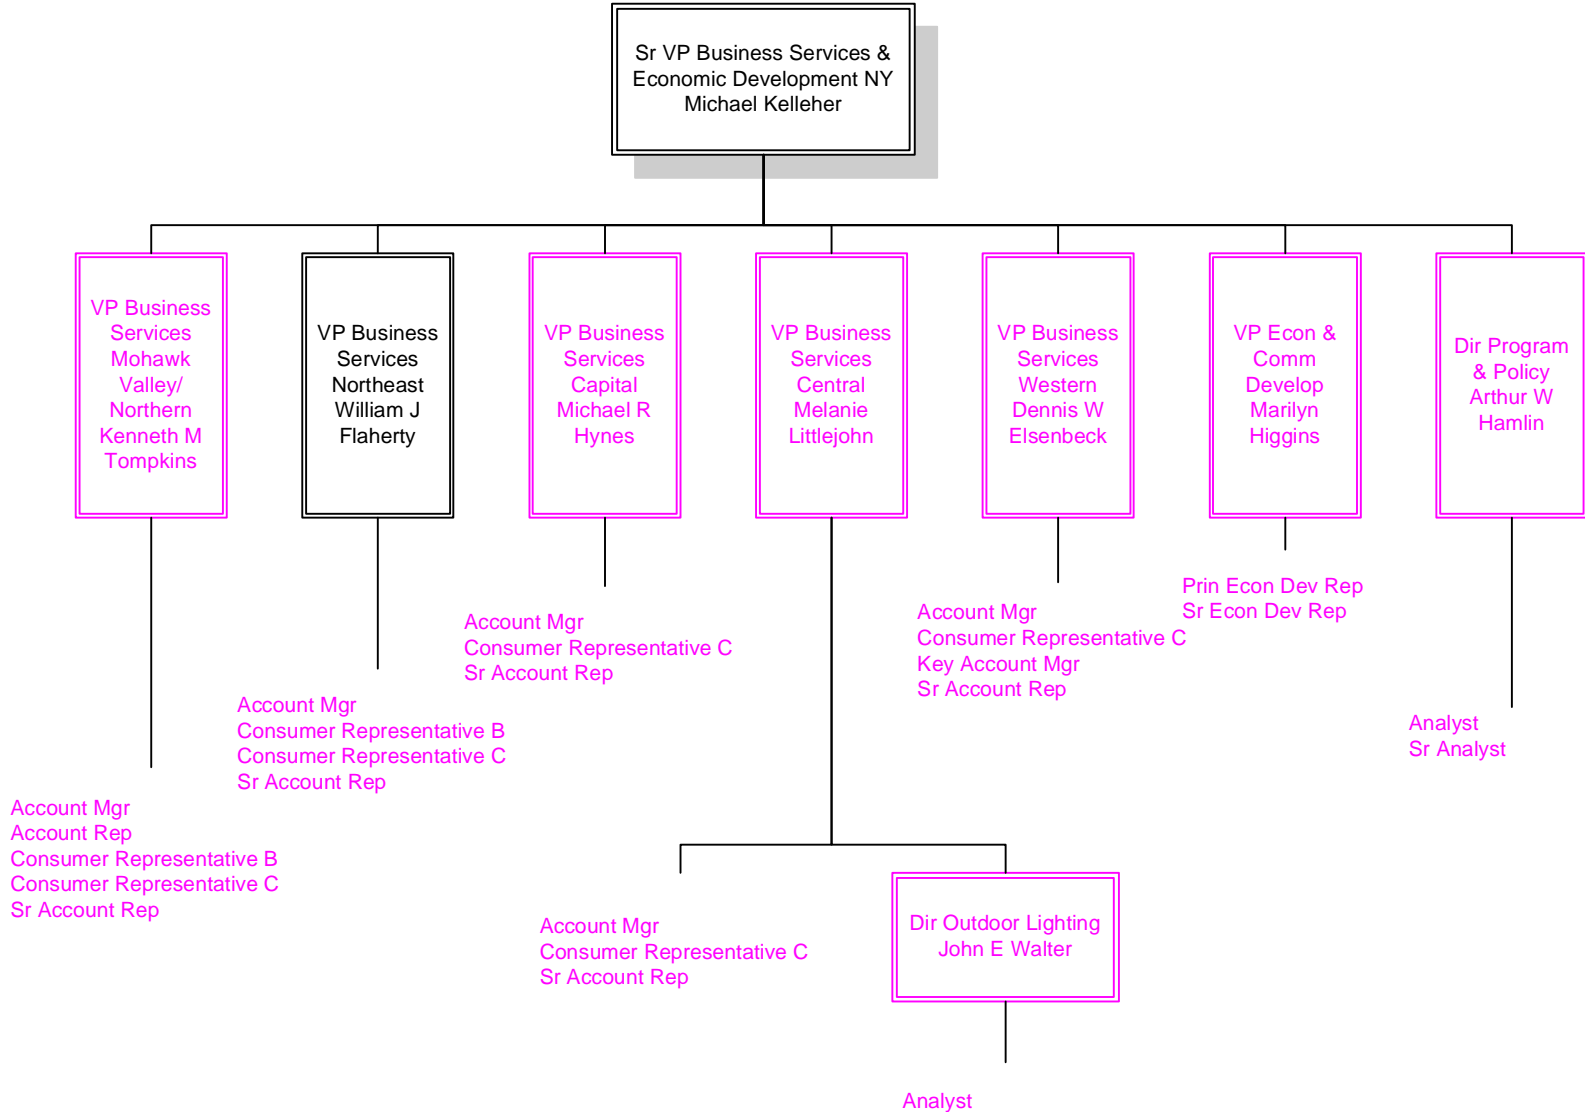 Sr VP Business Services &
Economic Development NY
Michael Kelleher
VP Business
Services
Mohawk
Valley/
Northern
Kenneth M
Tompkins
VP Business
Services
Northeast
William J
Flaherty
VP Business
Services
Capital
Michael R
Hynes
VP Business
Services
Central
Melanie
Littlejohn
VP Business
Services
Western
Dennis W
Elsenbeck
VP Econ &
Comm
Develop
Marilyn
Higgins
Dir Program
& Policy
Arthur W
Hamlin
Account Mgr
Account Rep
Consumer Representative B
Consumer Representative C
Sr Account Rep
Account Mgr
Consumer Representative B
Consumer Representative C
Sr Account Rep
Account Mgr
Consumer Representative C
Sr Account Rep
Account Mgr
Consumer Representative C
Sr Account Rep
Dir Outdoor Lighting
John E Walter
Analyst
Account Mgr
Consumer Representative C
Key Account Mgr
Sr Account Rep
Prin Econ Dev Rep
Sr Econ Dev Rep
Analyst
Sr Analyst